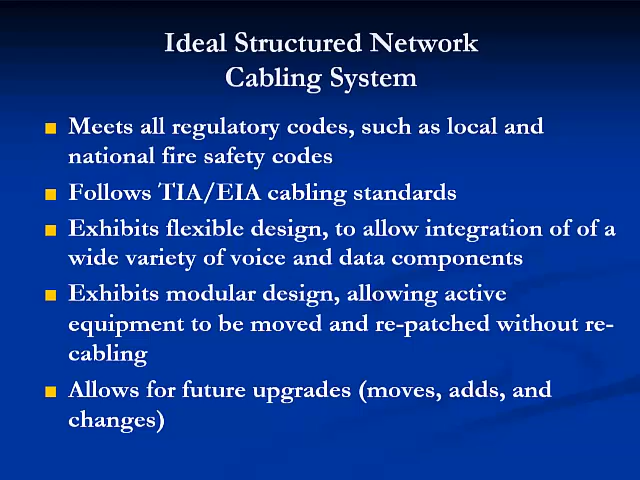 Ideal Structured Network
Cabling System
Meets all regulatory codes, such as local and
national fire safety codes
Follows TIA/EIA cabling standards
Exhibits flexible design, to allow integration of of a
wide variety of voice and data components
Exhibits modular design, allowing active
equipment to be moved and re-patched without re-
cabling
Allows for future upgrades (moves, adds, and
changes)